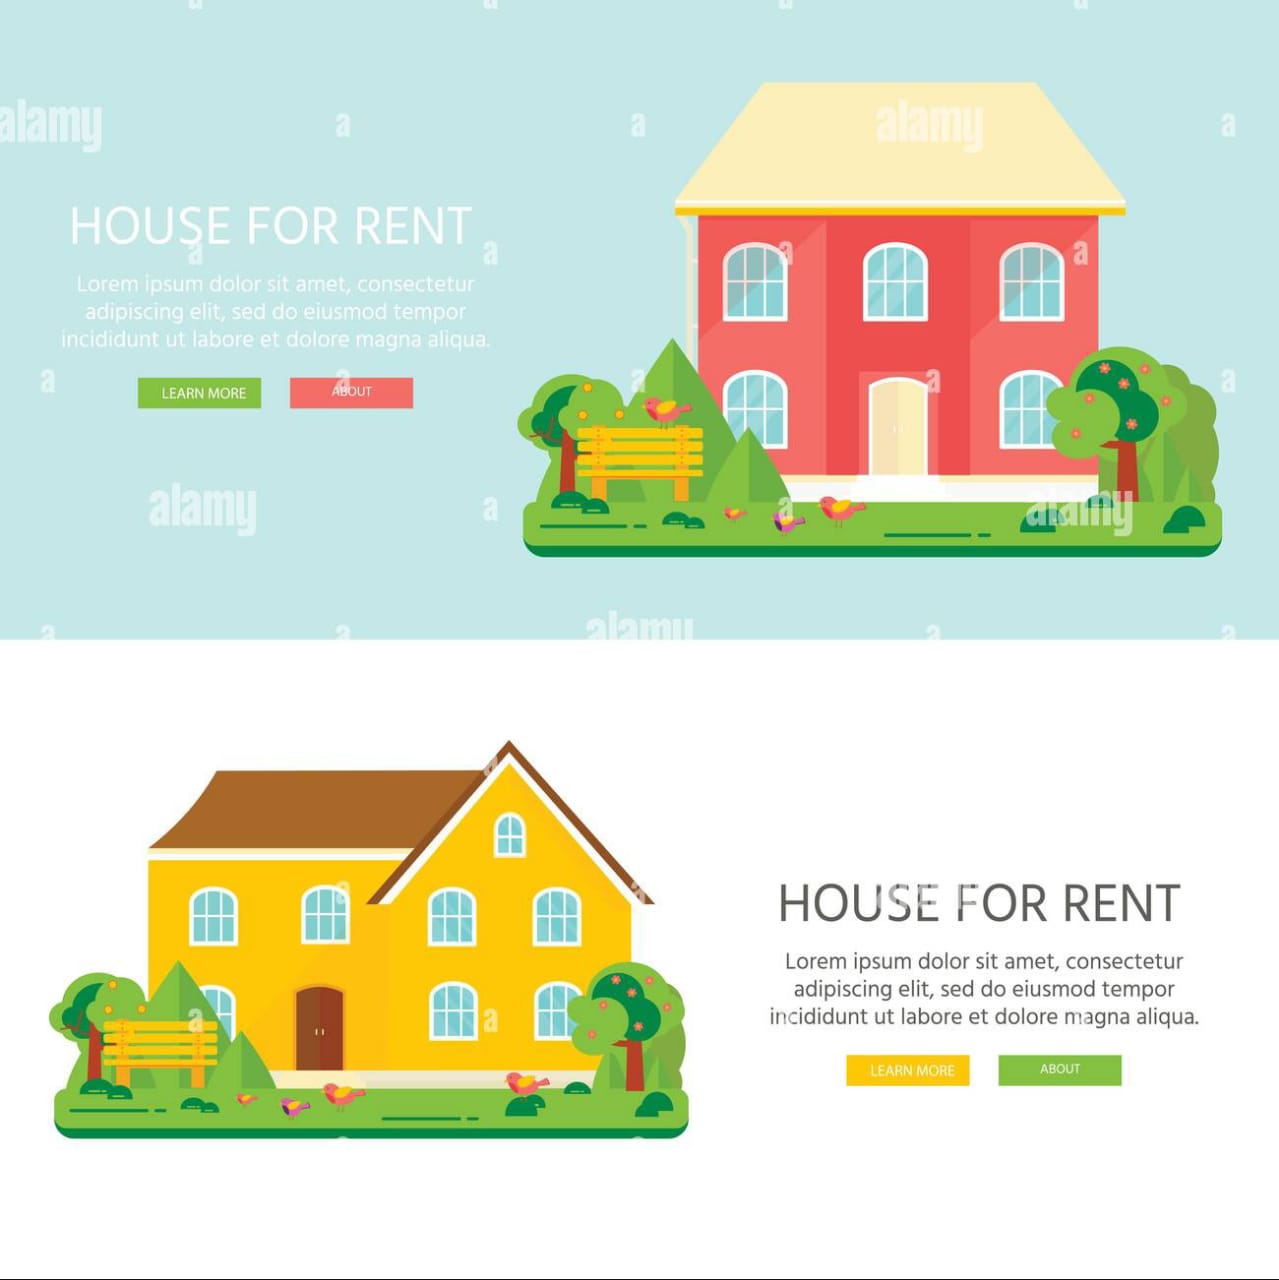 HOUSE FOR RENT
Lorem ipsum dolor sit amet, consectetur
adipiscing elit, sed do eiusmod tempor
incididunt ut labore et dolore magna aliqua.
LEARN MORE
ABOUT
HOUSE FOR RENT
Lorem ipsum dolor sit amet, consectetur
adipiscing elit, sed do eiusmod tempor
incididunt ut labore et dolore magna aliqua.
LEARN MORE
ABOUT
alamy
alamy
alamy
alamy
alamy